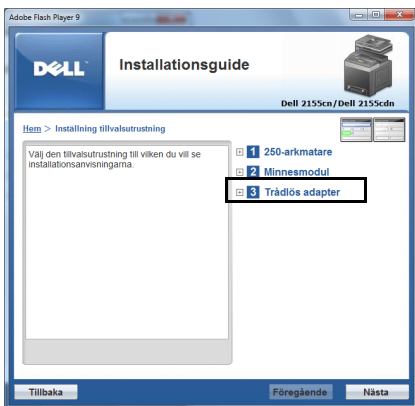 Adobe Flash Player 9
DELL
Installationsguide
Dell 2155cn/Dell 2155cdn
Hem > Inställning tillvalsutrustning
Välj den tillvalsutrustning till vilken du vill se
installationsanvisningarna.
1 250-arkmatare
2 Minnesmodul
3 Trådlös adapter
Tillbaka
Föregående
Nästa